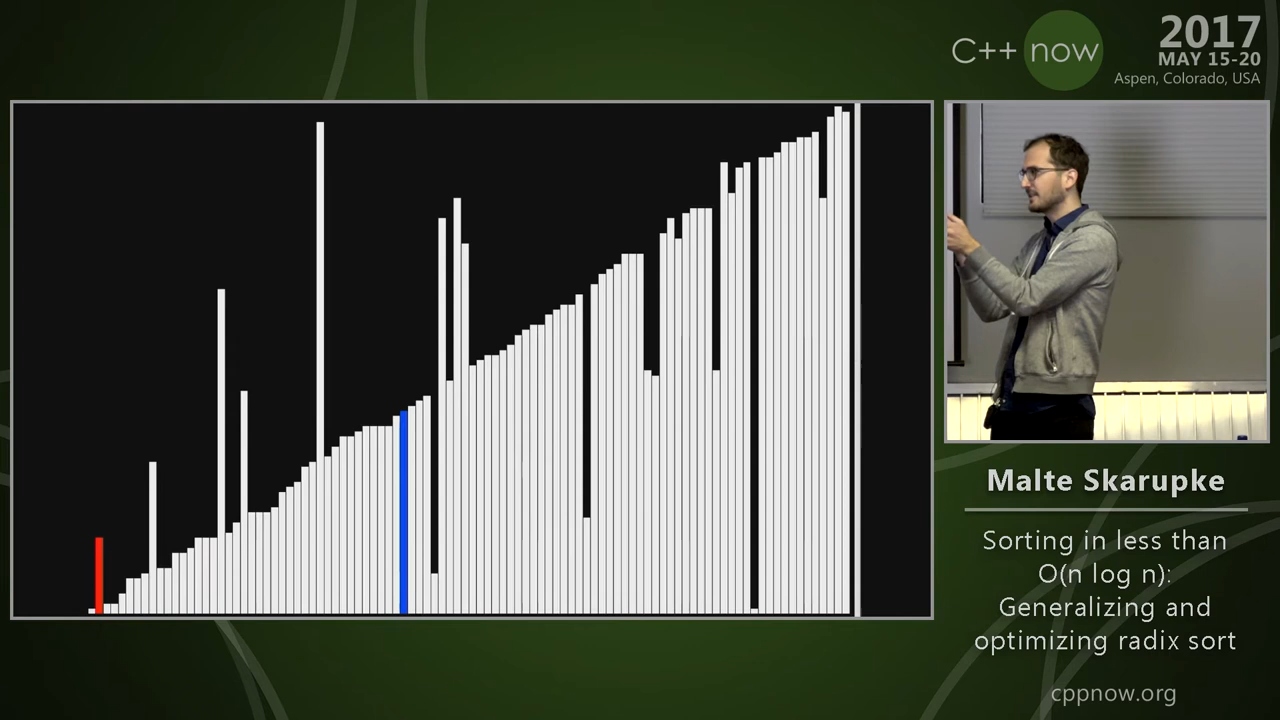 C++ now
2017
MAY 15-20
Aspen, Colorado, USA
Malte Skarupke
Sorting in less than
O(n log n):
Generalizing and
optimizing radix sort
cppnow.org